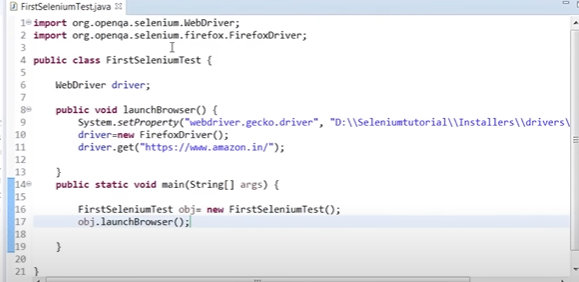 FirstSeleniumTest.java
1 import org.openqa.selenium.WebDriver;
2 import org.openqa.selenium.firefox.FirefoxDriver;
3
4 public class FirstSeleniumTest {
5
6 WebDriver driver;
7
8 public void launchBrowser() {
9 System.setProperty("webdriver.gecko.driver", "D:\\Seleniumtutorial\\Installers\\drivers\
10 driver=new FirefoxDriver();
11 driver.get("https://www.amazon.in/");
12
13 }
14 public static void main(String[] args) {
15
16 FirstSeleniumTest obj= new FirstSeleniumTest();
17 obj.launchBrowser();
18
19 }
20
21 }